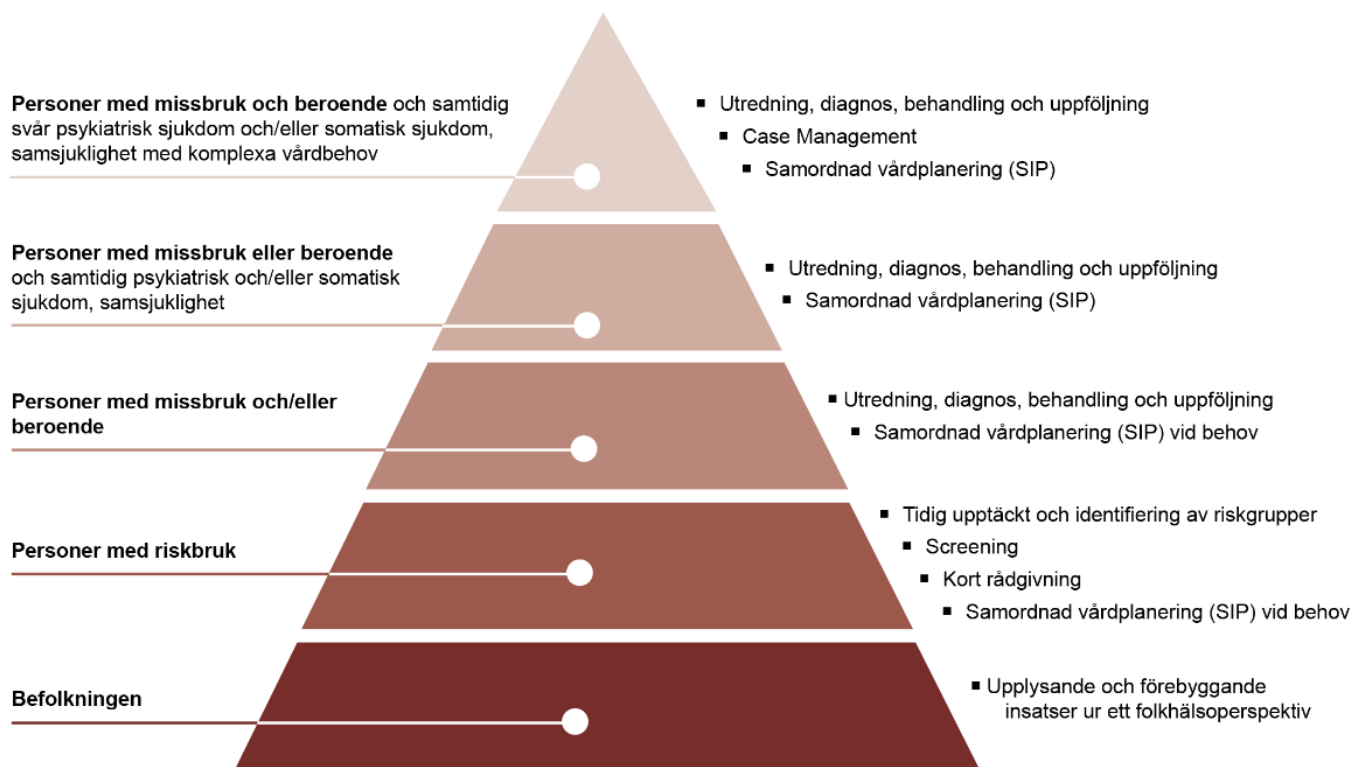 Personer med missbruk och beroende och samtidig
svår psykiatrisk sjukdom och/eller somatisk sjukdom,
samsjuklighet med komplexa vårdbehov
▪ Utredning, diagnos, behandling och uppföljning
▪ Case Management
▪ Samordnad vårdplanering (SIP)
Personer med missbruk eller beroende
och samtidig psykiatrisk och/eller somatisk
sjukdom, samsjuklighet
▪ Utredning, diagnos, behandling och uppföljning
▪ Samordnad vårdplanering (SIP)
Personer med missbruk och/eller
beroende
▪ Utredning, diagnos, behandling och uppföljning
▪ Samordnad vårdplanering (SIP) vid behov
Personer med riskbruk
▪ Tidig upptäckt och identifiering av riskgrupper
▪ Screening
▪ Kort rådgivning
▪ Samordnad vårdplanering (SIP) vid behov
Befolkningen
▪ Upplysande och förebyggande
insatser ur ett folkhälsoperspektiv